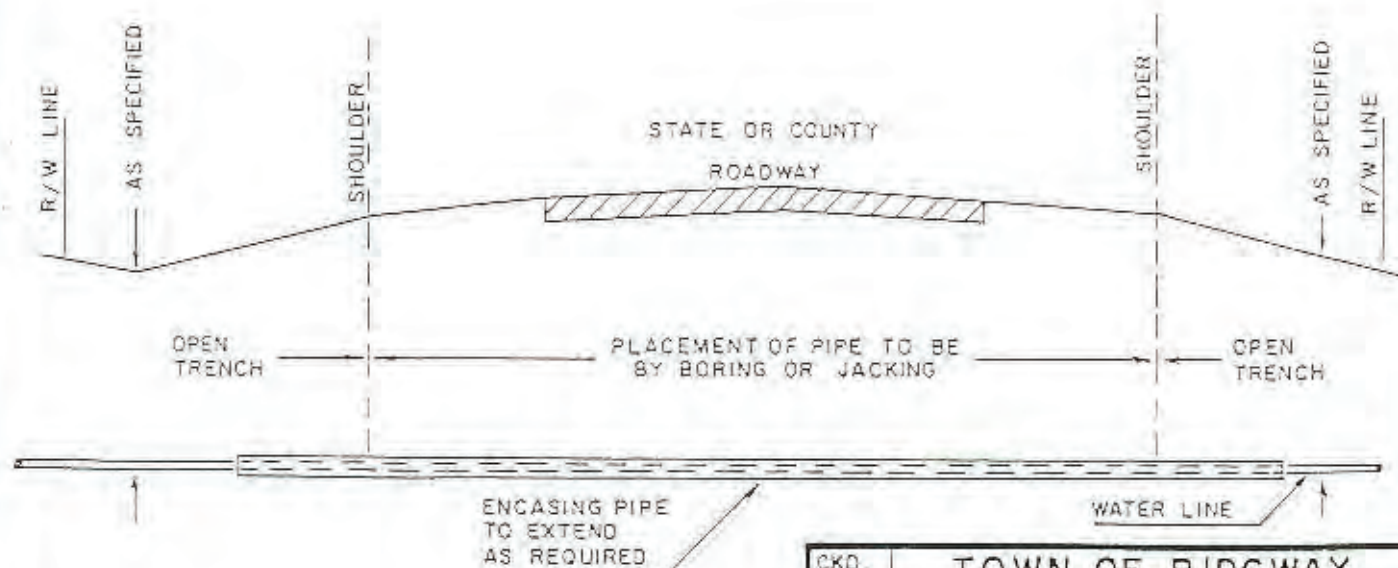 R/W LINE
AS SPECIFIED
SHOULDER
STATE OR COUNTY
ROADWAY
SHOULDER
AS SPECIFIED
R/W LINE
OPEN
TRENCH
PLACEMENT OF PIPE TO BE
BY BORING OR JACKING
OPEN
TRENCH
ENCASING PIPE
TO EXTEND
AS REQUIRED
WATER LINE
CKD.
TOWN OF RIDGWAY